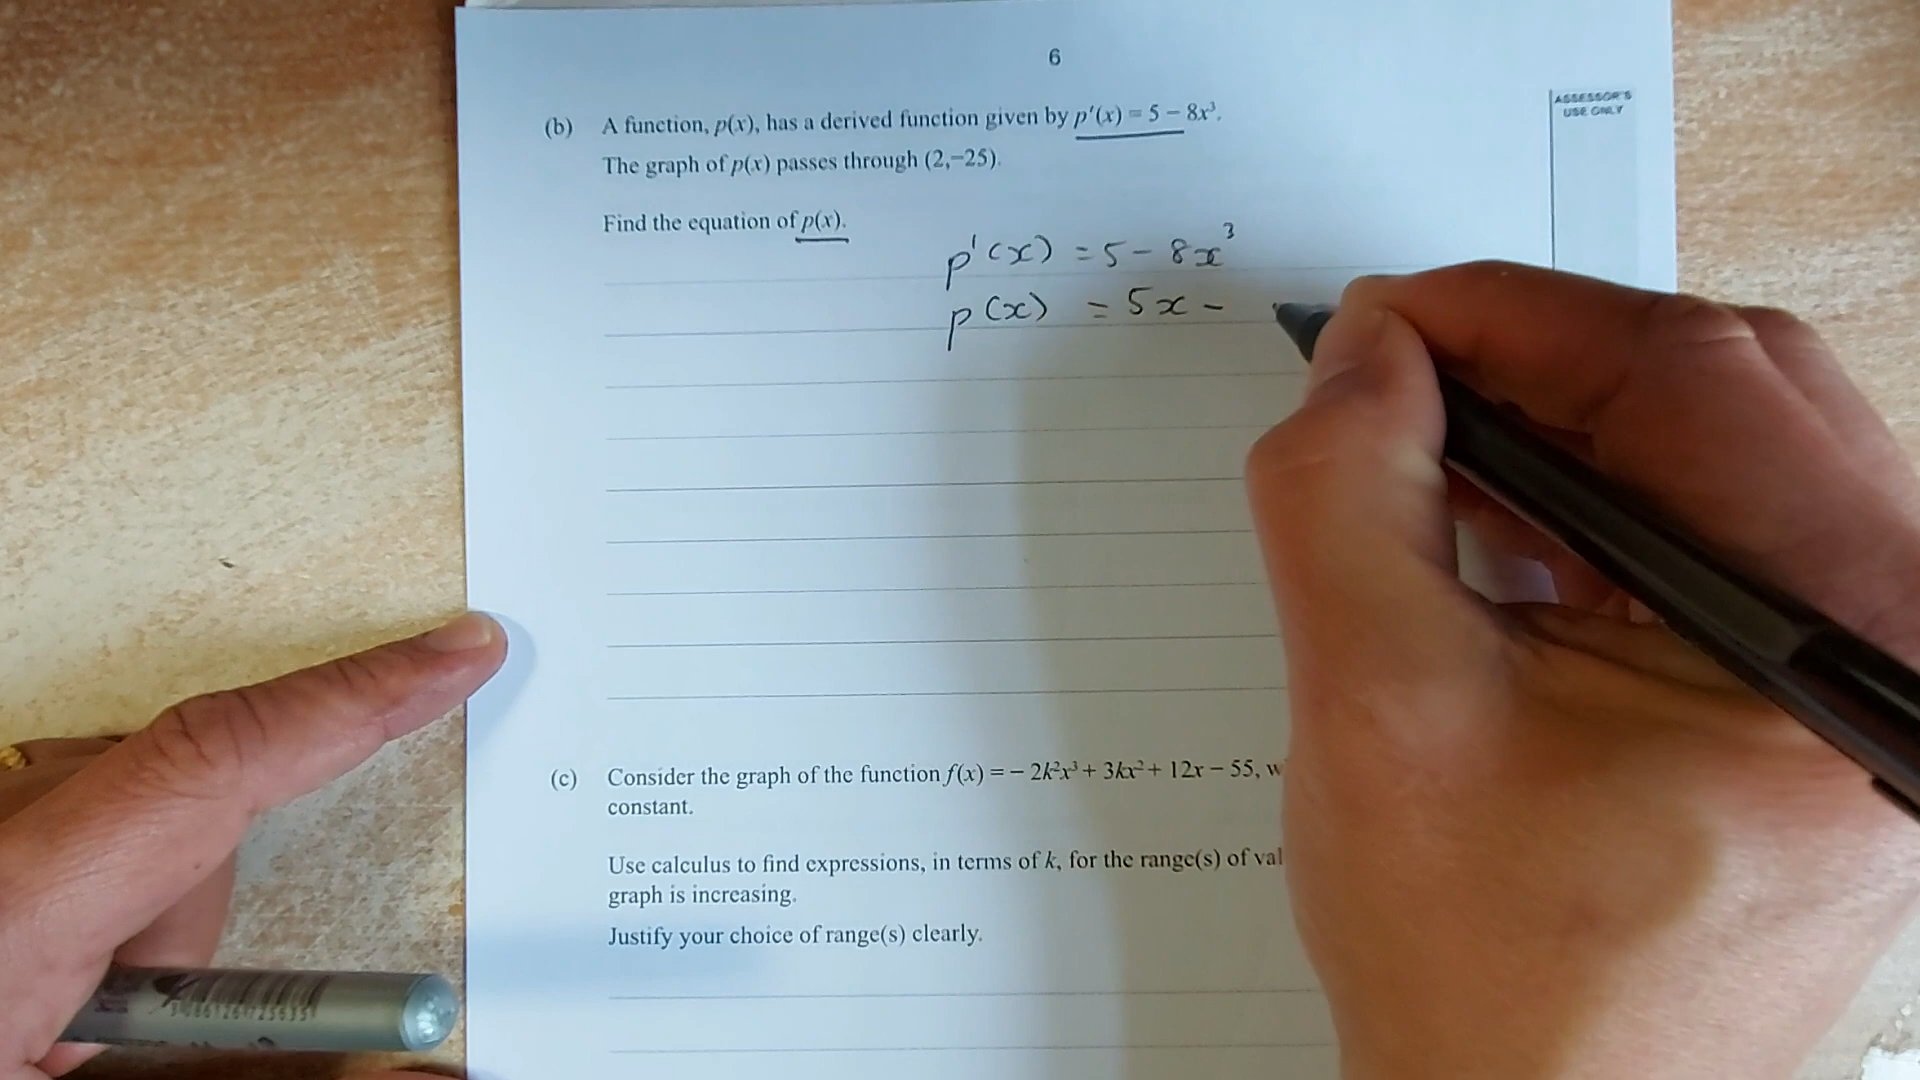 6
ASSESSOR'S
USE ONLY
(b) A function, p(x), has a derived function given by p′(x) = 5 − 8x³.
The graph of p(x) passes through (2,−25).
Find the equation of p(x).
p'(x) = 5 - 8x³
p(x) = 5x -
(c) Consider the graph of the function f(x) = − 2k²x³ + 3kx² + 12x − 55,
constant.
Use calculus to find expressions, in terms of k, for the range(s) of
graph is increasing.
Justify your choice of range(s) clearly.